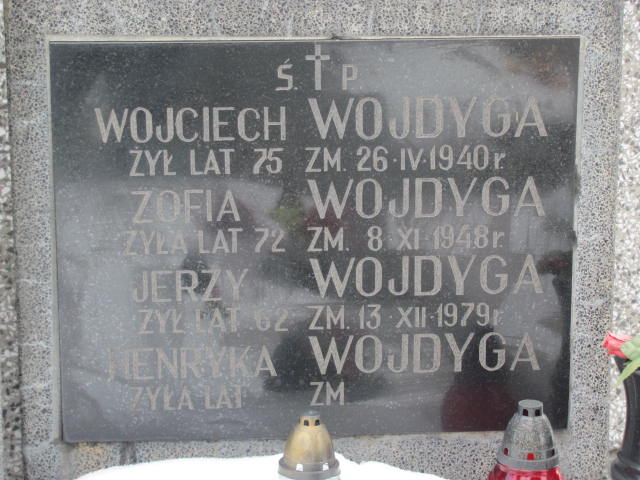 Ś. P
WOJCIECH WOJDYGA
ŻYŁ LAT 75 ZM. 26·IV·1940 r.
ZOFIA WOJDYGA
ŻYŁA LAT 72 ZM. 8·XI·1948 r.
JERZY WOJDYGA
ŻYŁ LAT 62 ZM. 13 XII·1979 r.
HENRYKA WOJDYGA
ŻYŁA LAT ZM.